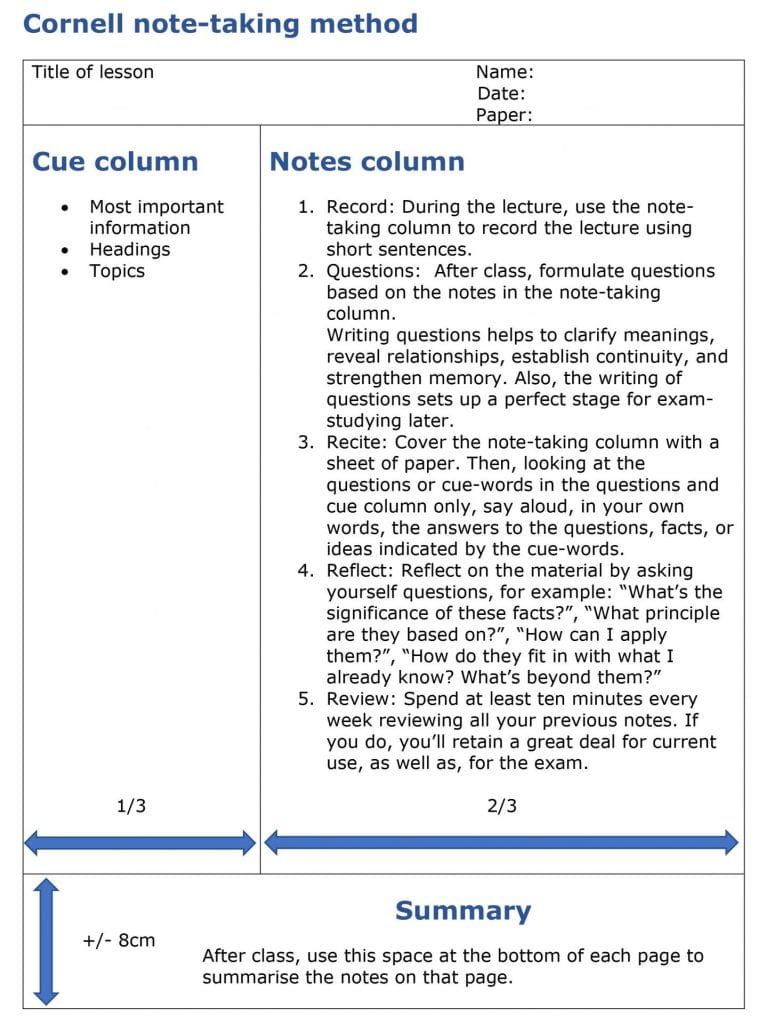 Cornell note-taking method
Title of lesson
Name:
Date:
Paper:
Cue column
• Most important
information
• Headings
• Topics
Notes column
1. Record: During the lecture, use the note-
taking column to record the lecture using
short sentences.
2. Questions:  After class, formulate questions
based on the notes in the note-taking
column.
Writing questions helps to clarify meanings,
reveal relationships, establish continuity, and
strengthen memory. Also, the writing of
questions sets up a perfect stage for exam-
studying later.
3. Recite: Cover the note-taking column with a
sheet of paper. Then, looking at the
questions or cue-words in the questions and
cue column only, say aloud, in your own
words, the answers to the questions, facts, or
ideas indicated by the cue-words.
4. Reflect: Reflect on the material by asking
yourself questions, for example: “What’s the
significance of these facts?”, “What principle
are they based on?”, “How can I apply
them?”, “How do they fit in with what I
already know? What’s beyond them?”
5. Review: Spend at least ten minutes every
week reviewing all your previous notes. If
you do, you’ll retain a great deal for current
use, as well as, for the exam.
1/3
2/3
Summary
+/- 8cm
After class, use this space at the bottom of each page to
summarise the notes on that page.